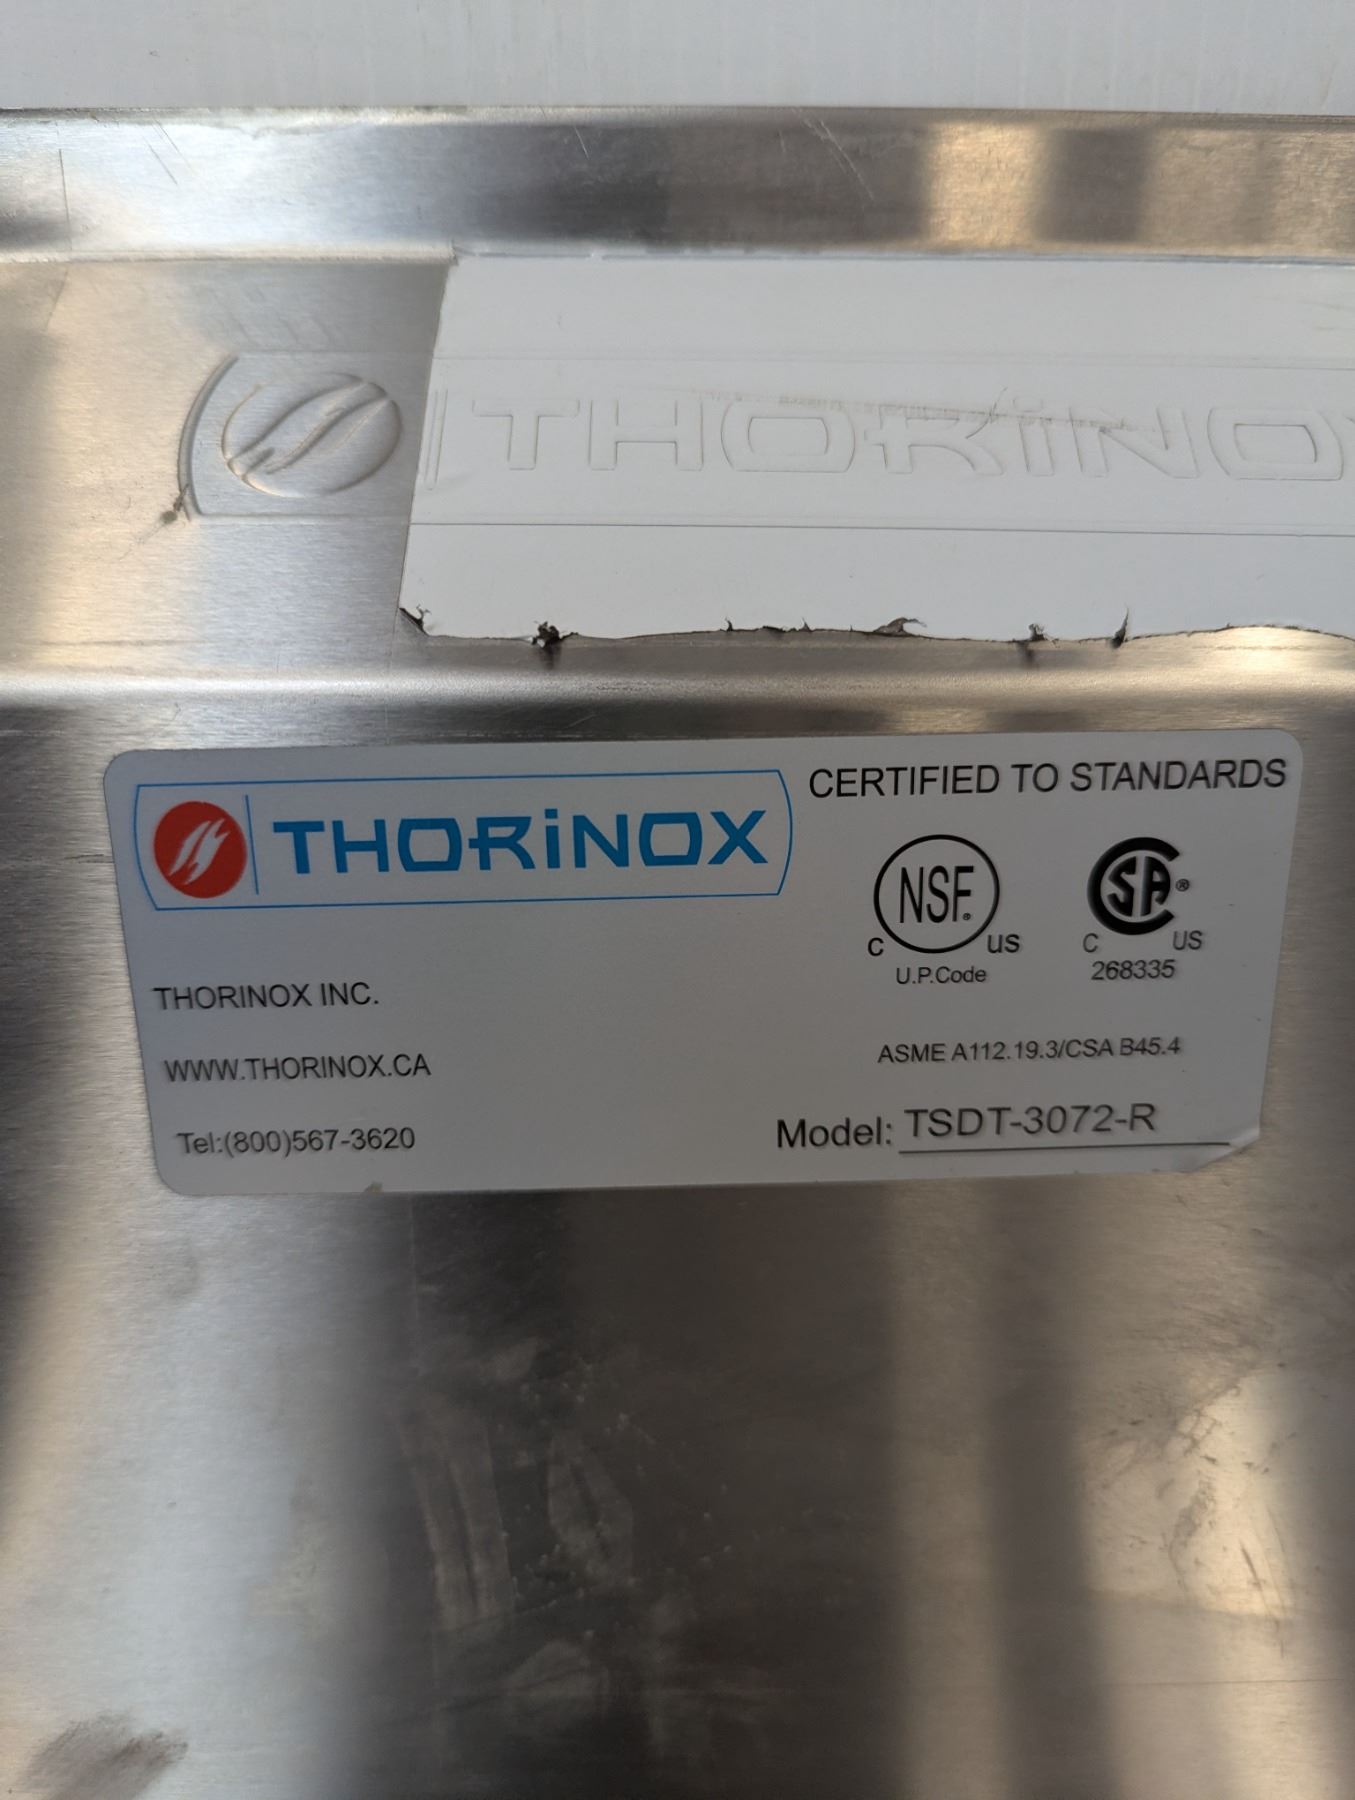 THORINOX
THORINOX
CERTIFIED TO STANDARDS
NSF®
C US
U.P.Code
SA®
C US
268335
THORINOX INC.
WWW.THORINOX.CA
Tel:(800)567-3620
ASME A112.19.3/CSA B45.4
Model: TSDT-3072-R